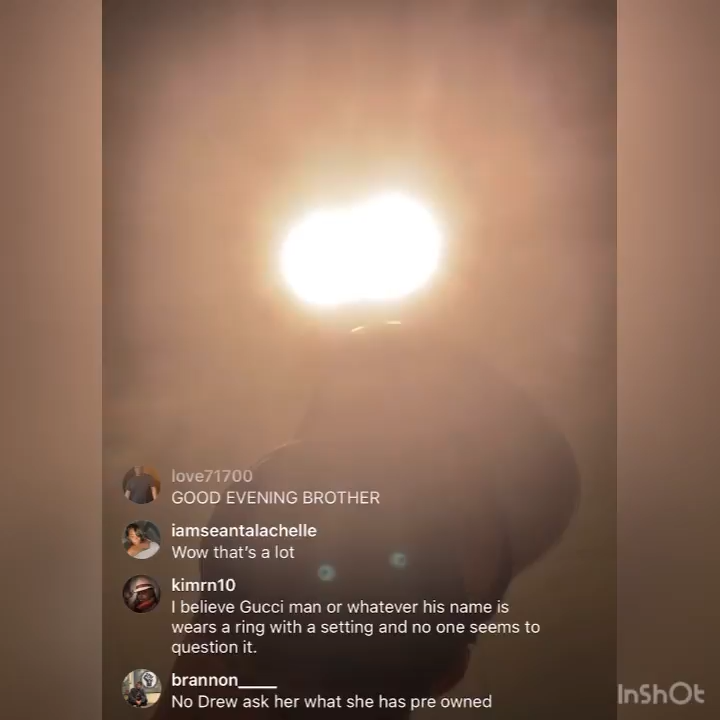 love71700
GOOD EVENING BROTHER
iamseantalachelle
Wow that's a lot
kimrn10
I believe Gucci man or whatever his name is
wears a ring with a setting and no one seems to
question it.
brannon_____
No Drew ask her what she has pre owned
InShOt